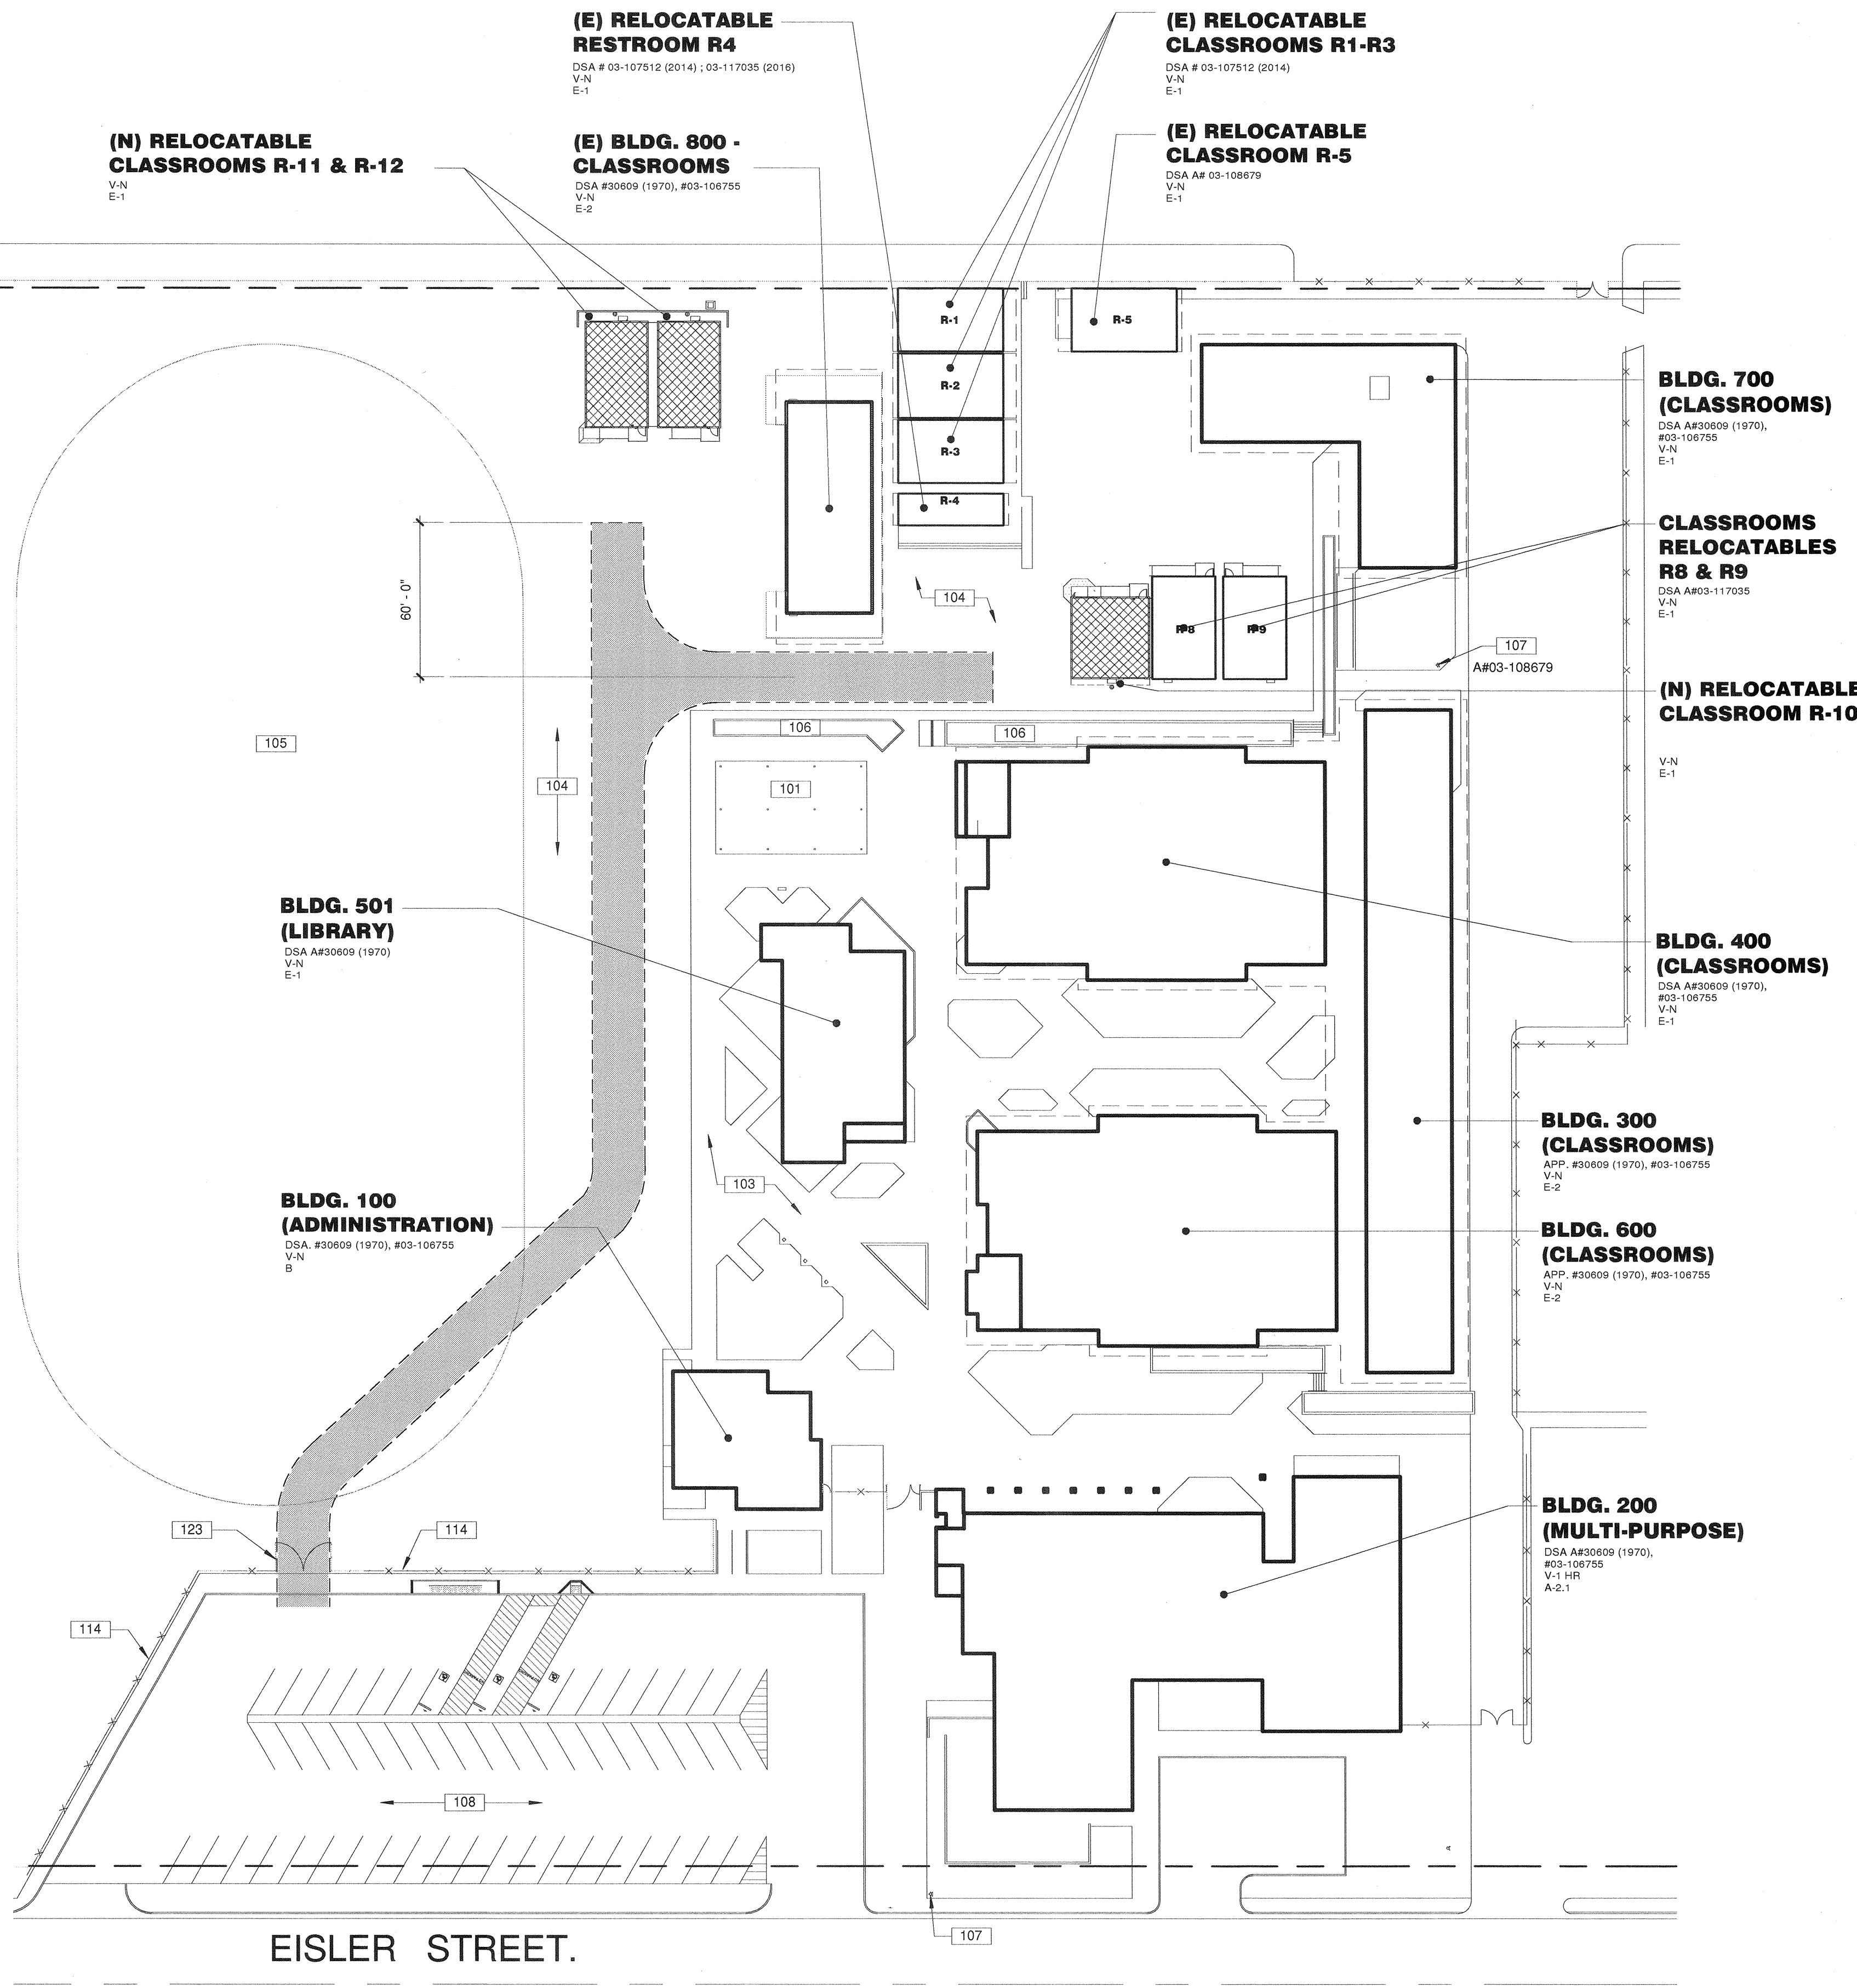 (E) RELOCATABLE
RESTROOM R4
DSA # 03-107512 (2014) ; 03-117035 (2016)
V-N
E-1
(E) RELOCATABLE
CLASSROOMS R1-R3
DSA # 03-107512 (2014)
V-N
E-1
(N) RELOCATABLE
CLASSROOMS R-11 & R-12
V-N
E-1
(E) BLDG. 800 -
CLASSROOMS
DSA #30609 (1970), #03-106755
V-N
E-2
(E) RELOCATABLE
CLASSROOM R-5
DSA A# 03-108679
V-N
E-1
R-1
R-5
R-2
R-3
R-4
BLDG. 700
(CLASSROOMS)
DSA A#30609 (1970),
#03-106755
V-N
E-1
CLASSROOMS
RELOCATABLES
R8 & R9
DSA A#03-117035
V-N
E-1
60' - 0"
104
R-8
R-9
107
A#03-108679
(N) RELOCATABLE
CLASSROOM R-10
V-N
E-1
105
106
106
104
101
BLDG. 501
(LIBRARY)
DSA A#30609 (1970)
V-N
E-1
BLDG. 400
(CLASSROOMS)
DSA A#30609 (1970),
#03-106755
V-N
E-1
BLDG. 300
(CLASSROOMS)
APP. #30609 (1970), #03-106755
V-N
E-2
103
BLDG. 100
(ADMINISTRATION)
DSA. #30609 (1970), #03-106755
V-N
B
BLDG. 600
(CLASSROOMS)
APP. #30609 (1970), #03-106755
V-N
E-2
BLDG. 200
(MULTI-PURPOSE)
DSA A#30609 (1970),
#03-106755
V-1 HR
A-2.1
123
114
114
108
107
EISLER STREET.